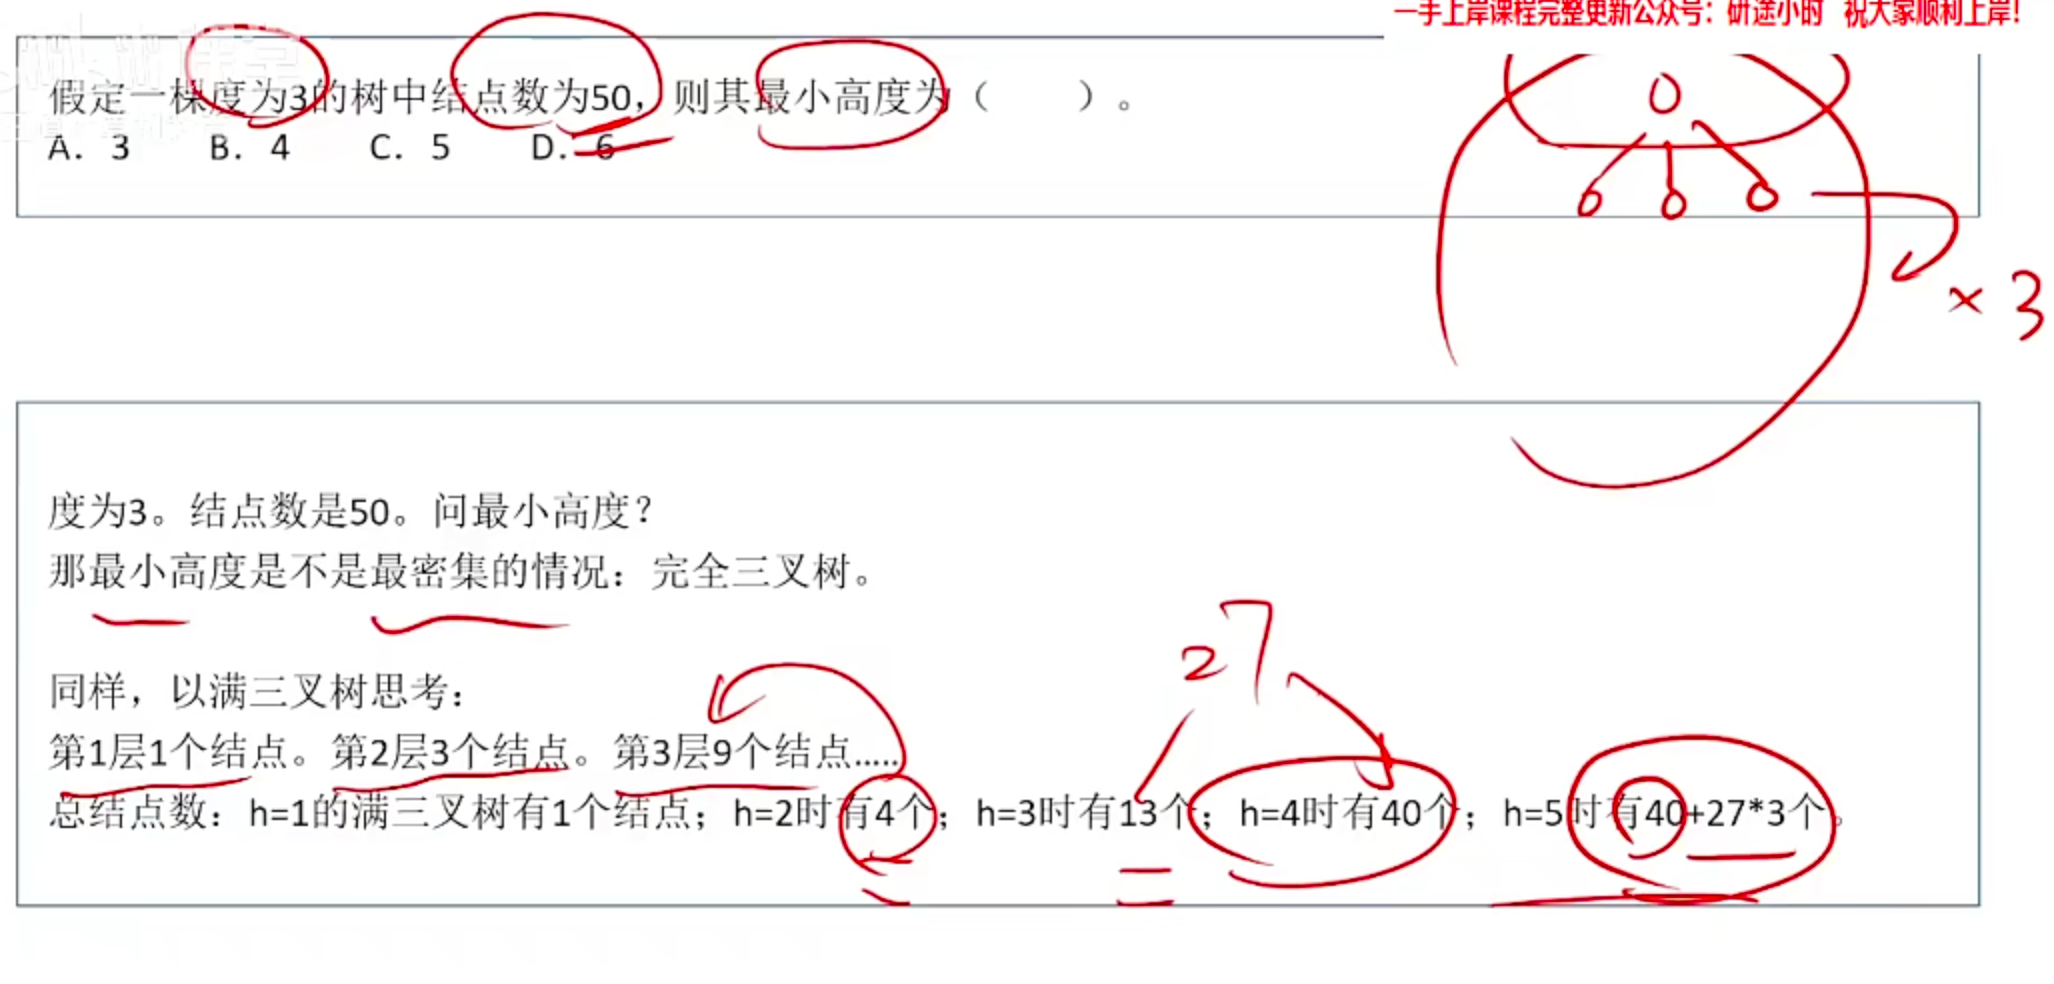 一手上岸课程完整更新公众号：研途小时 祝大家顺利上岸！
假定一棵度为3的树中结点数为50，则其最小高度为（ ）。
A. 3 B. 4 C. 5 D. 6
0
0 0 0
×3
度为3。结点数是50。问最小高度？
那最小高度是不是最密集的情况：完全三叉树。
27
同样，以满三叉树思考：
第1层1个结点。第2层3个结点。第3层9个结点.....
总结点数：h=1的满三叉树有1个结点；h=2时有4个；h=3时有13个；h=4时有40个；h=5时有40+27*3个。